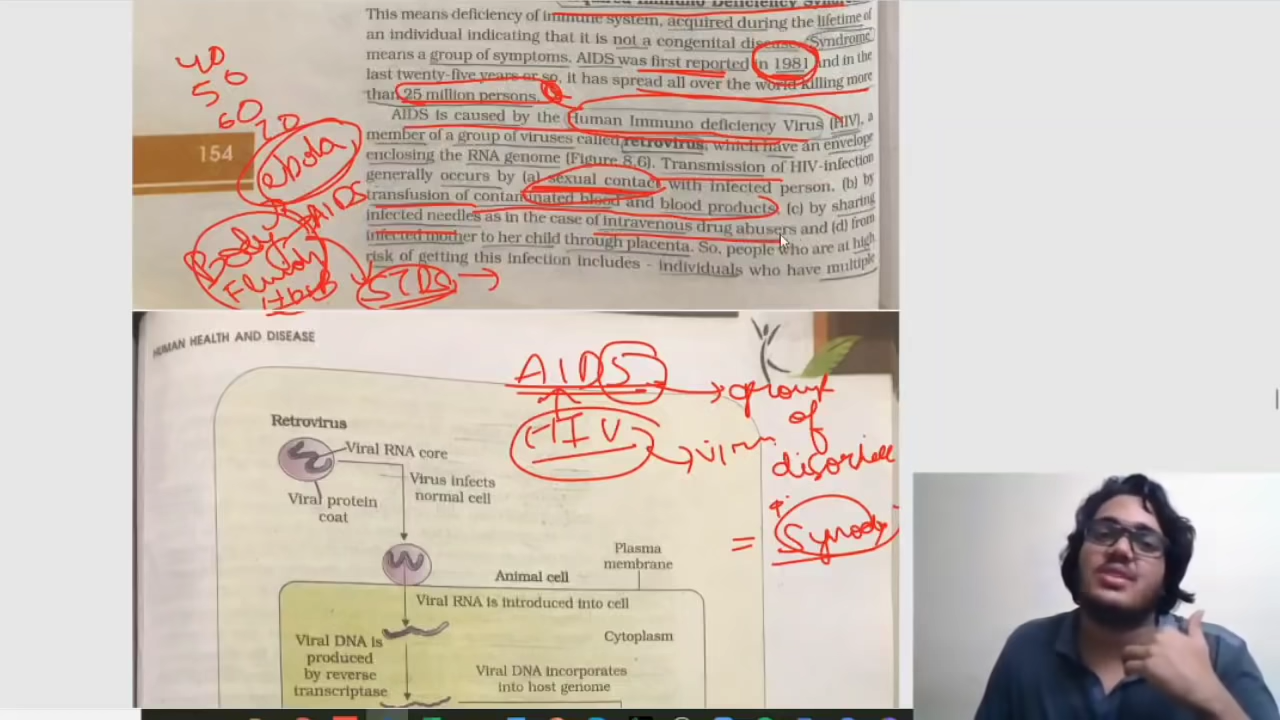 quired Immuno Deficiency Syndro
This means deficiency of immune system, acquired during the lifetime of
an individual indicating that it is not a congenital disease. 'Syndrome'
means a group of symptoms. AIDS was first reported in 1981 and in the
last twenty-five years or so, it has spread all over the world killing more
than 25 million persons.
AIDS is caused by the Human Immuno deficiency Virus (HIV), a
member of a group of viruses called retrovirus, which have an envelope
enclosing the RNA genome (Figure 8.6). Transmission of HIV-infection
generally occurs by (a) sexual contact with infected person, (b) by
transfusion of contaminated blood and blood products, (c) by sharing
infected needles as in the case of intravenous drug abusers and (d) from
infected mother to her child through placenta. So, people who are at high
risk of getting this infection includes - individuals who have multiple
40
50
60
70
154
ebola
AIDS
Body
STDs
HUMAN HEALTH AND DISEASE
AIDS
group
of
HIV
virus
Retrovirus
Viral RNA core
Virus infects
normal cell
Viral protein
coat
=
Plasma
membrane
Animal cell
Viral RNA is introduced into cell
Cytoplasm
Viral DNA is
produced
by reverse
transcriptase
Viral DNA incorporates
into host genome